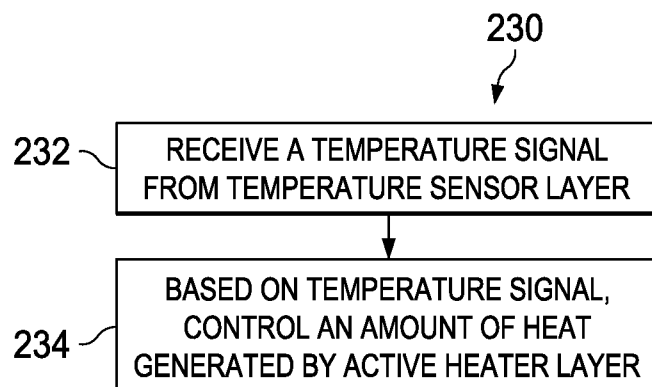 230
232
RECEIVE A TEMPERATURE SIGNAL
FROM TEMPERATURE SENSOR LAYER
234
BASED ON TEMPERATURE SIGNAL,
CONTROL AN AMOUNT OF HEAT
GENERATED BY ACTIVE HEATER LAYER